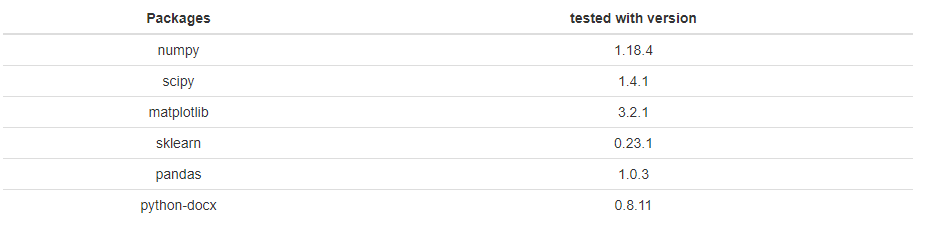 Packages tested with version
numpy 1.18.4
scipy 1.4.1
matplotlib 3.2.1
sklearn 0.23.1
pandas 1.0.3
python-docx 0.8.11